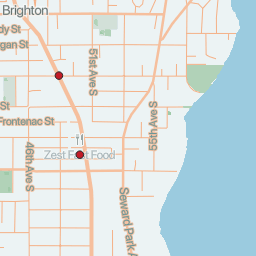 Brighton
dy St
gan St
51st Ave S
St
Frontenac St
55th Ave S
Zest Fast Food
46th Ave S
Seward Park A